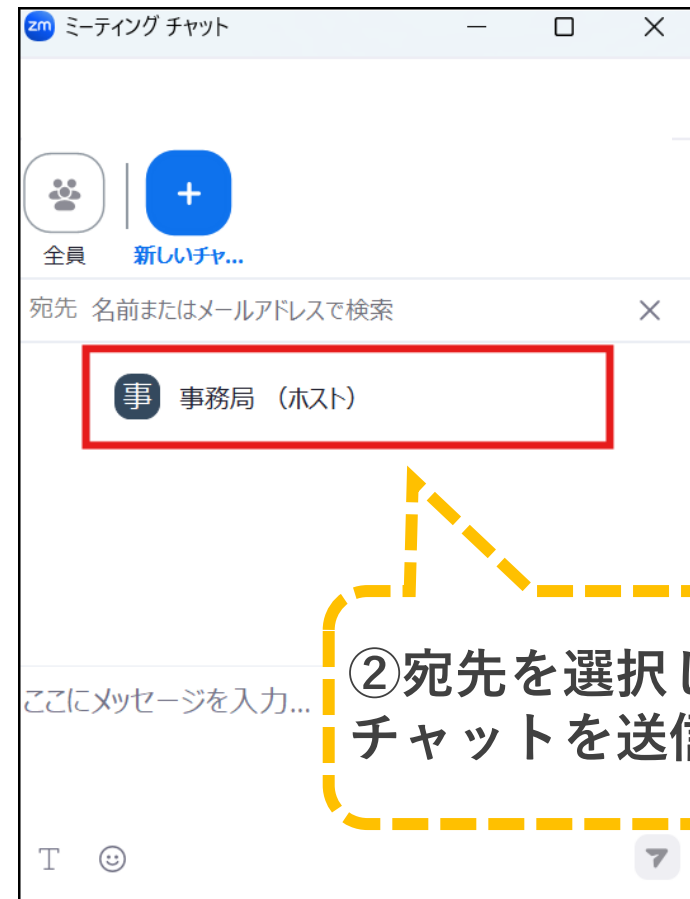 zm ミーティング チャット
全員 新しいチャ...
宛先 名前またはメールアドレスで検索
事 事務局 （ホスト）
②宛先を選択し
チャットを送信
ここにメッセージを入力...
T